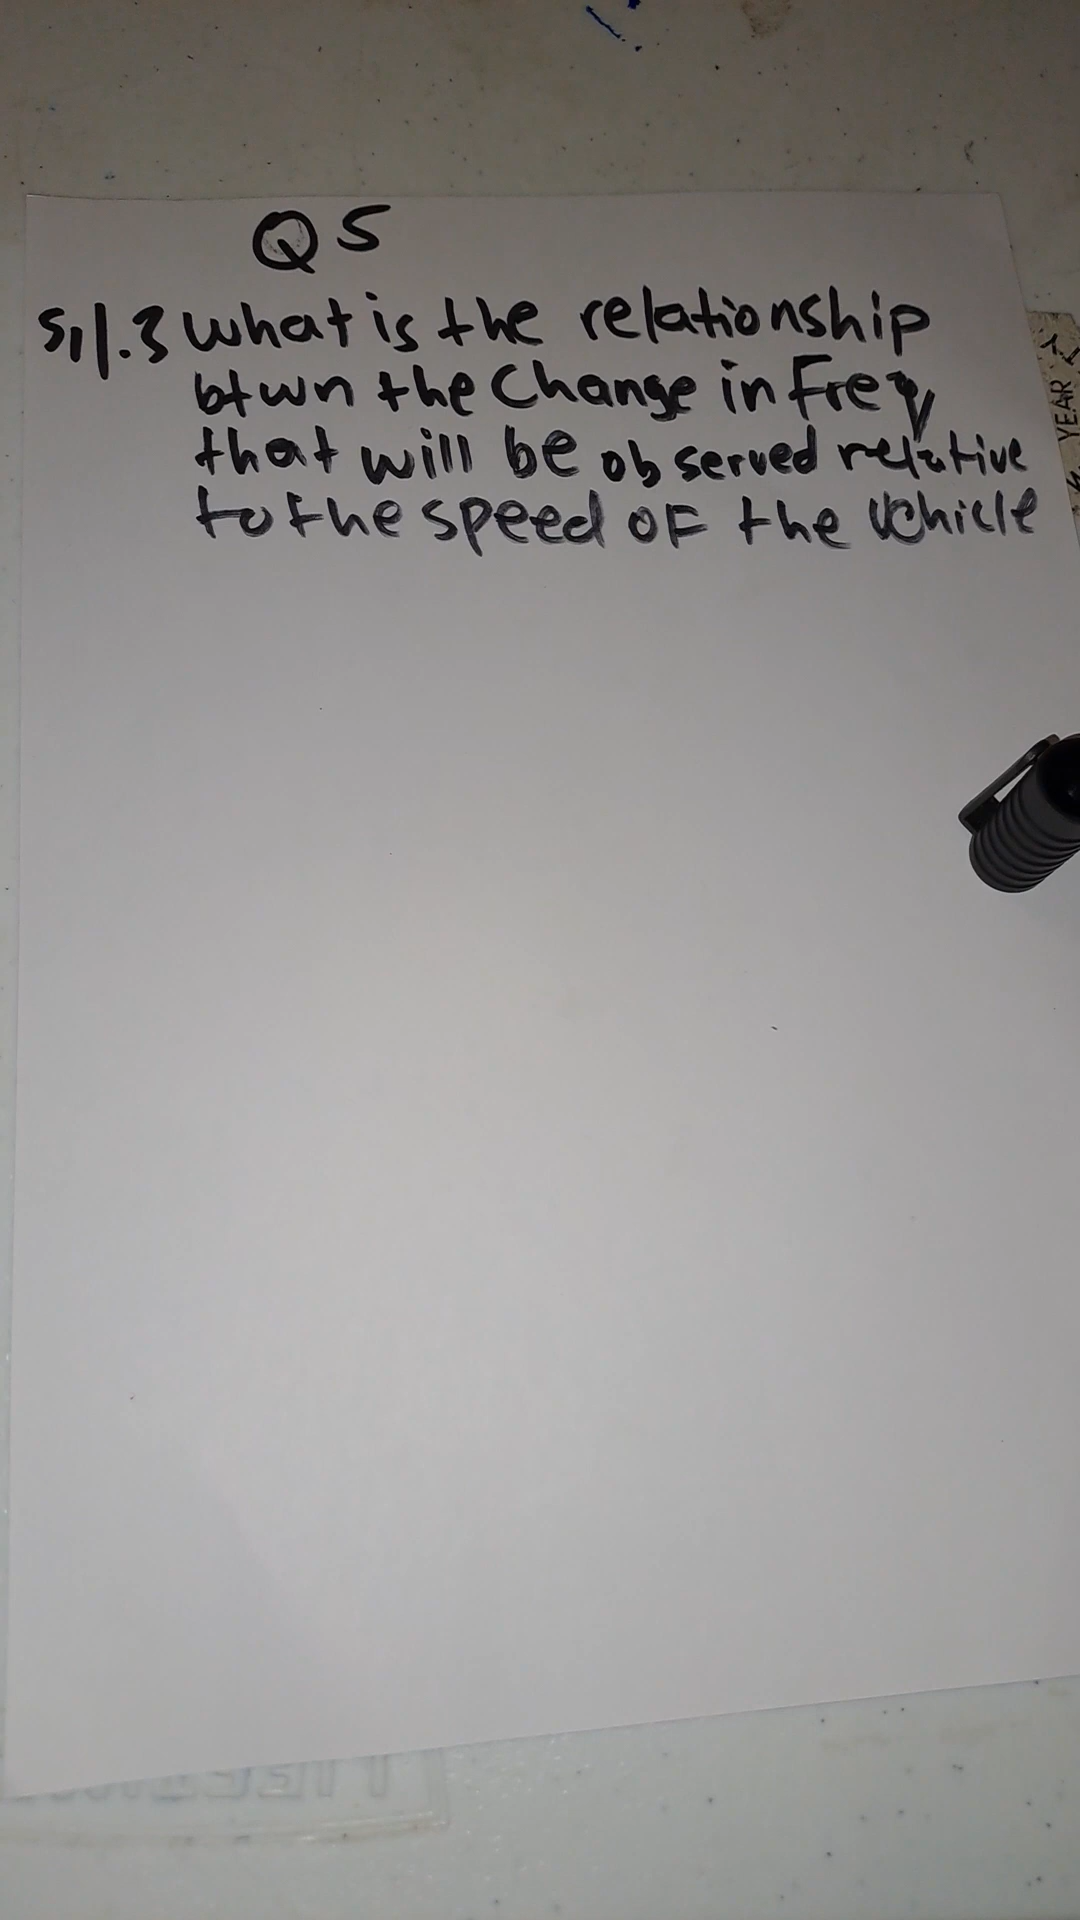 Q5
5,1.3 what is the relationship
btwn the Change in Freq
that will be observed relative
to the speed of the vehicle
YEAR